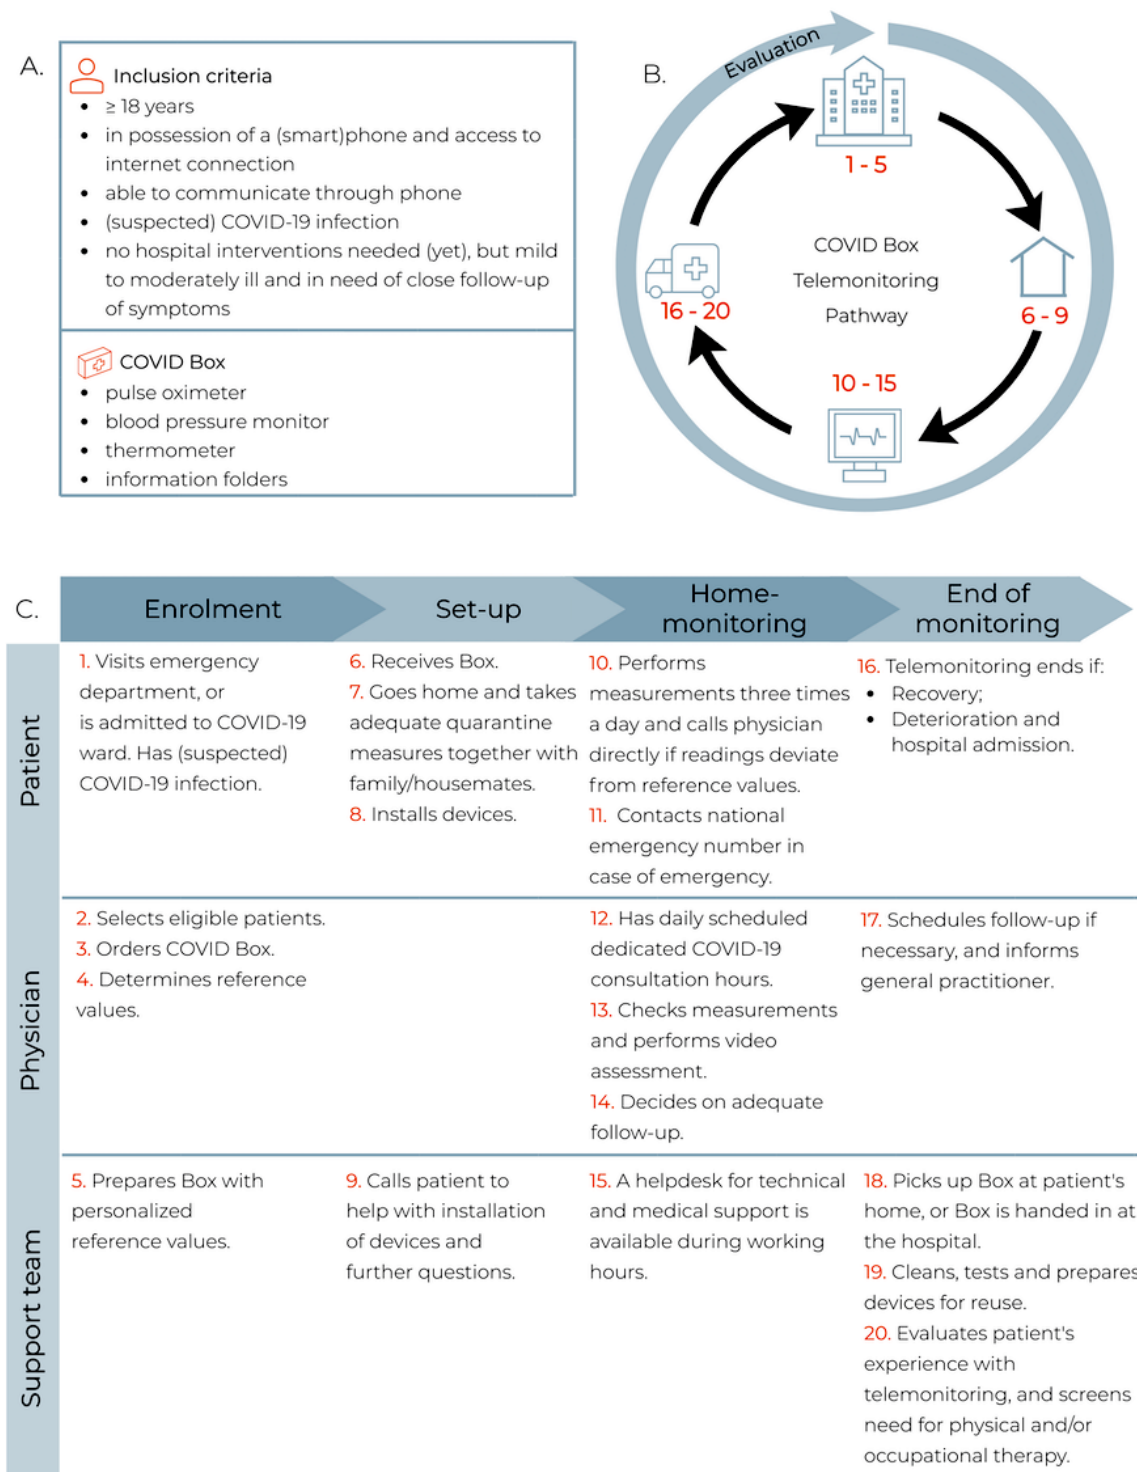 A.
Inclusion criteria
• ≥ 18 years
• in possession of a (smart)phone and access to
internet connection
• able to communicate through phone
• (suspected) COVID-19 infection
• no hospital interventions needed (yet), but mild
to moderately ill and in need of close follow-up
of symptoms
COVID Box
• pulse oximeter
• blood pressure monitor
• thermometer
• information folders
B.
Evaluation
1 - 5
COVID Box
Telemonitoring
Pathway
16 - 20
6 - 9
10 - 15
C.
Enrolment
Set-up
Home-
monitoring
End of
monitoring
Patient
1. Visits emergency
department, or
is admitted to COVID-19
ward. Has (suspected)
COVID-19 infection.
6. Receives Box.
7. Goes home and takes
adequate quarantine
measures together with
family/housemates.
8. Installs devices.
10. Performs
measurements three times
a day and calls physician
directly if readings deviate
from reference values.
11. Contacts national
emergency number in
case of emergency.
16. Telemonitoring ends if:
• Recovery;
• Deterioration and
hospital admission.
Physician
2. Selects eligible patients.
3. Orders COVID Box.
4. Determines reference
values.
12. Has daily scheduled
dedicated COVID-19
consultation hours.
13. Checks measurements
and performs video
assessment.
14. Decides on adequate
follow-up.
17. Schedules follow-up if
necessary, and informs
general practitioner.
Support team
5. Prepares Box with
personalized
reference values.
9. Calls patient to
help with installation
of devices and
further questions.
15. A helpdesk for technical
and medical support is
available during working
hours.
18. Picks up Box at patient's
home, or Box is handed in at
the hospital.
19. Cleans, tests and prepares
devices for reuse.
20. Evaluates patient's
experience with
telemonitoring, and screens
need for physical and/or
occupational therapy.